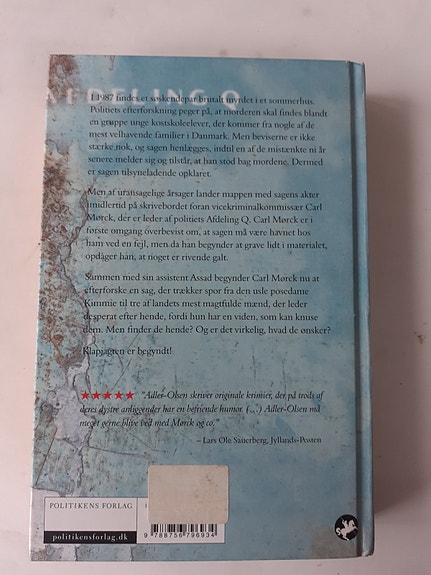 AFDELING Q
I 1987 findes et søskendepar brutalt myrdet i et sommerhus.
Politiets efterforskning peger på, at morderen skal findes blandt
en gruppe unge kostskoleelever, der kommer fra nogle af de
mest velhavende familier i Danmark. Men beviserne er ikke
stærke nok, og sagen henlægges, indtil en af de mistænkte ni år
senere melder sig og tilstår, at han stod bag mordene. Dermed
er sagen tilsyneladende opklaret.
Men af uransagelige årsager lander mappen med sagens akter
imidlertid på skrivebordet foran vicekriminalkommissær Carl
Mørck, der er leder af politiets Afdeling Q. Carl Mørck er i
første omgang overbevist om, at sagen må være havnet hos
ham ved en fejl, men da han begynder at grave lidt i materialet,
opdager han, at noget er rivende galt.
Sammen med sin assistent Assad begynder Carl Mørck nu at
efterforske en sag, der trækker spor fra den usle posedame
Kimmie til tre af landets mest magtfulde mænd, der leder
desperat efter hende, fordi hun har en viden, som kan knuse
dem. Men finder de hende? Og er det virkelig, hvad de ønsker?
Klapjagten er begyndt!
★★★★★ "Adler-Olsen skriver originale krimier, der på trods af
deres dystre anliggender har en befriende humor. (...) Adler-Olsen må
meget gerne blive ved med Mørck og co."
– Lars Ole Sauerberg, Jyllands-Posten
POLITIKENS FORLAG
politikensforlag.dk
9 788756 796934